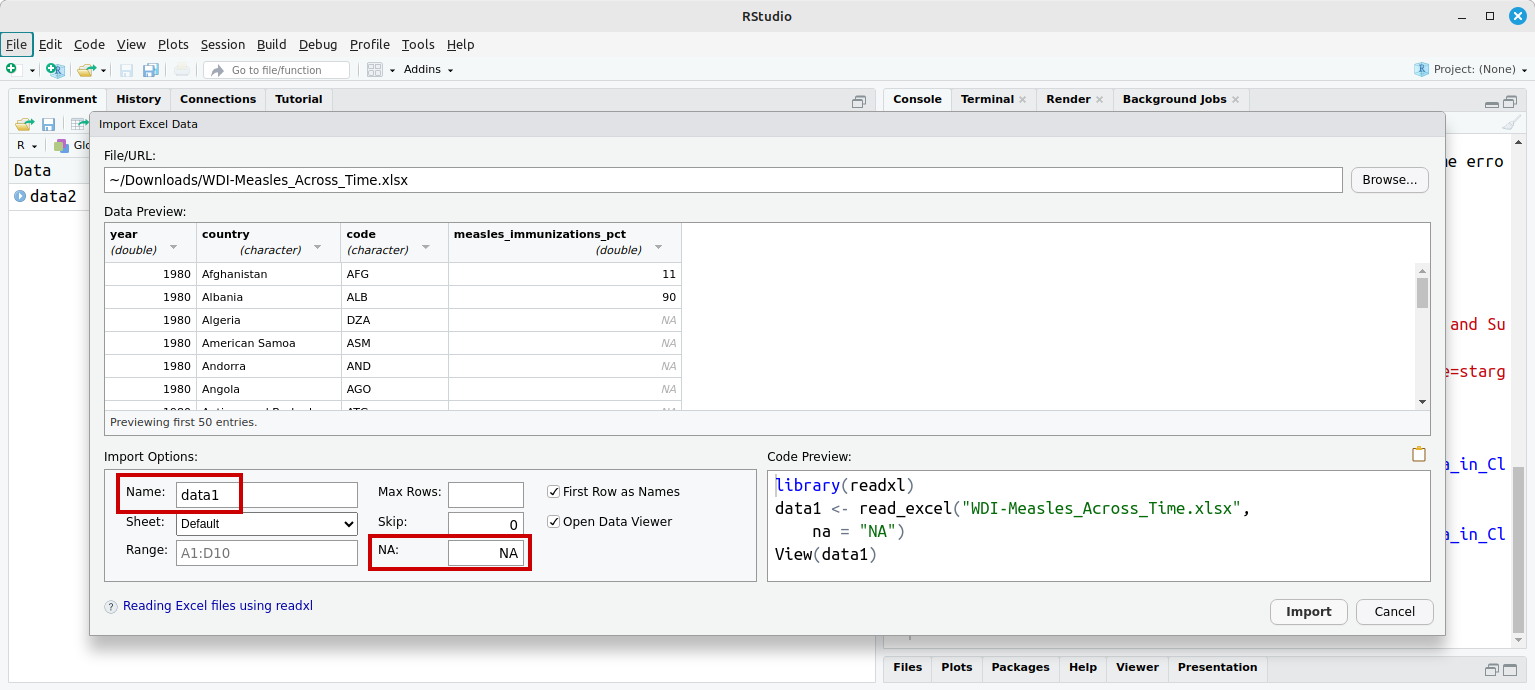 RStudio
File Edit Code View Plots Session Build Debug Profile Tools Help
Go to file/function Addins Project: (None)
Environment History Connections Tutorial
Console Terminal Render Background Jobs
R Glo
Data
data2
Import Excel Data
File/URL:
~/Downloads/WDI-Measles_Across_Time.xlsx Browse...
Data Preview:
year country code measles_immunizations_pct
(double) (character) (character) (double)
1980 Afghanistan AFG 11
1980 Albania ALB 90
1980 Algeria DZA NA
1980 American Samoa ASM NA
1980 Andorra AND NA
1980 Angola AGO NA
Previewing first 50 entries.
Import Options:
Name: data1 Max Rows: First Row as Names
Sheet: Default Skip: 0 Open Data Viewer
Range: A1:D10 NA: NA
Code Preview:
library(readxl)
data1 <- read_excel("WDI-Measles_Across_Time.xlsx",
na = "NA")
View(data1)
? Reading Excel files using readxl
Import Cancel
e erro
and Su
e=starg
a_in_Cl
a_in_Cl
Files Plots Packages Help Viewer Presentation